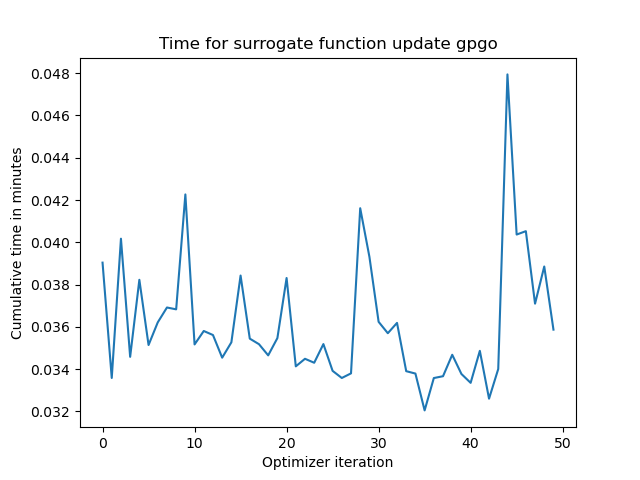 Time for surrogate function update gpgo
0.048
0.046
0.044
0.042
0.040
0.038
0.036
0.034
0.032
Cumulative time in minutes
0 10 20 30 40 50
Optimizer iteration